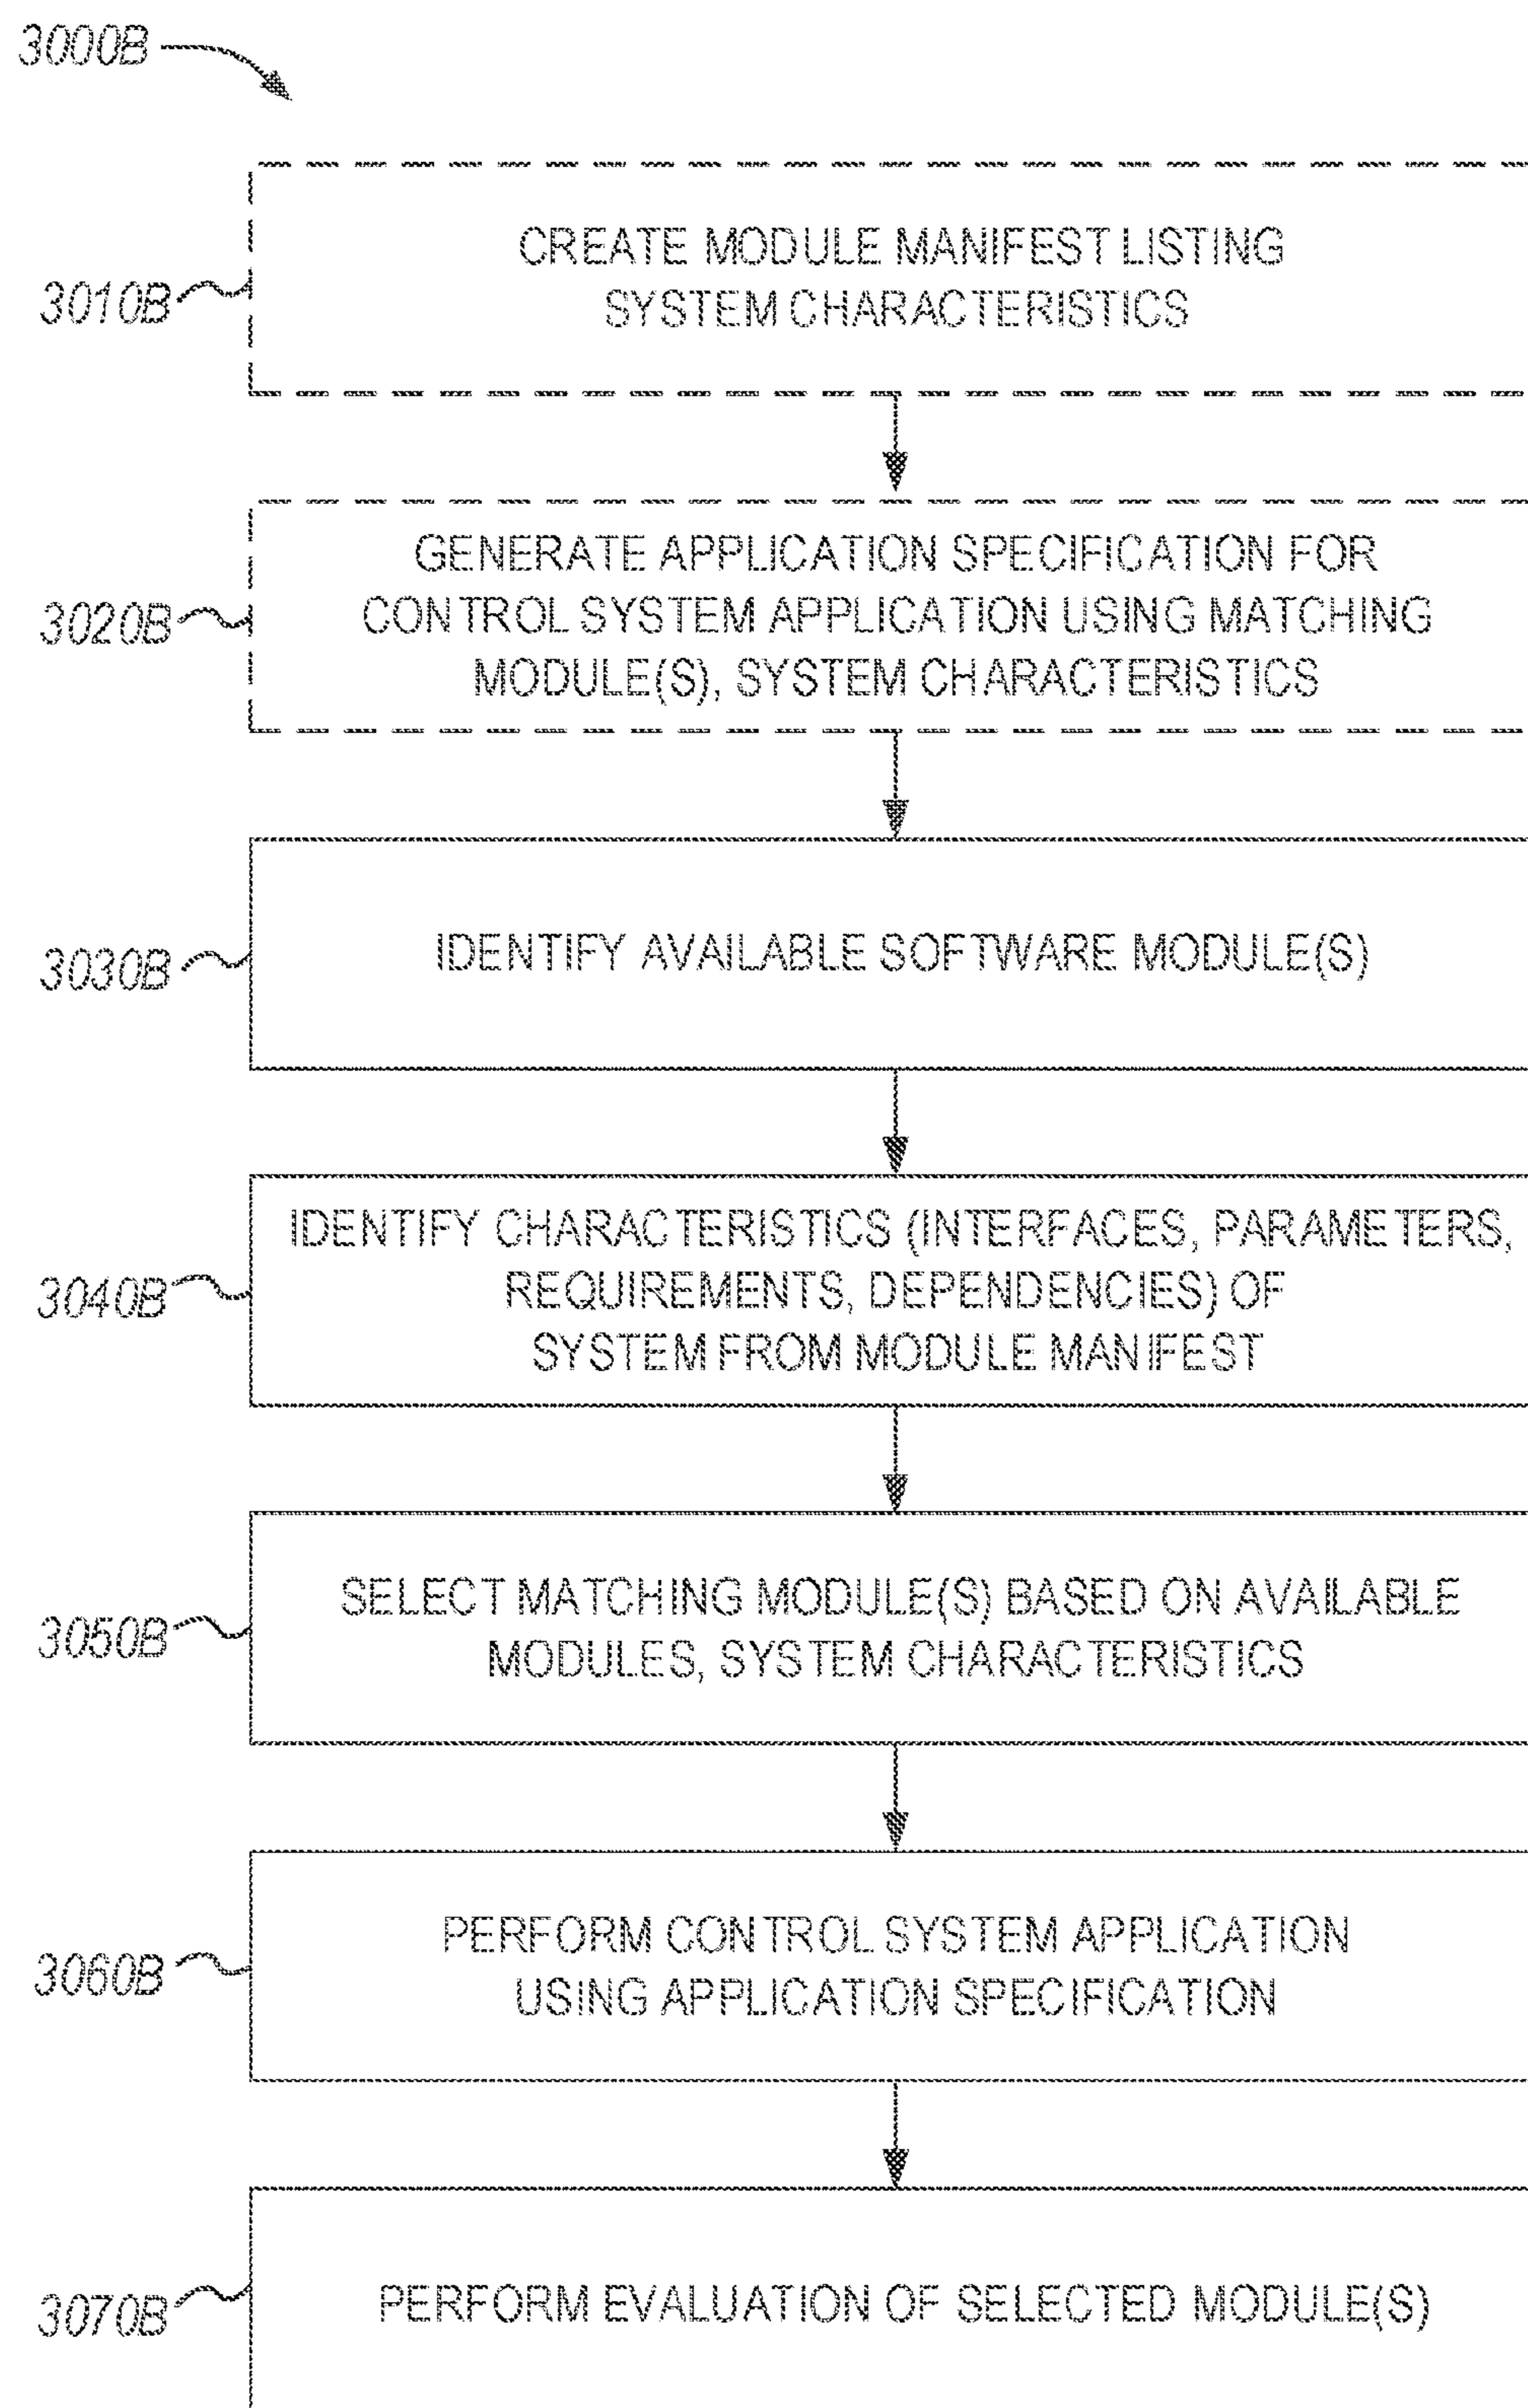 3000B
CREATE MODULE MANIFEST LISTING
SYSTEM CHARACTERISTICS
3010B
GENERATE APPLICATION SPECIFICATION FOR
CONTROL SYSTEM APPLICATION USING MATCHING
MODULE(S), SYSTEM CHARACTERISTICS
3020B
IDENTIFY AVAILABLE SOFTWARE MODULE(S)
3030B
IDENTIFY CHARACTERISTICS (INTERFACES, PARAMETERS,
REQUIREMENTS, DEPENDENCIES) OF
SYSTEM FROM MODULE MANIFEST
3040B
SELECT MATCHING MODULE(S) BASED ON AVAILABLE
MODULES, SYSTEM CHARACTERISTICS
3050B
PERFORM CONTROL SYSTEM APPLICATION
USING APPLICATION SPECIFICATION
3060B
PERFORM EVALUATION OF SELECTED MODULE(S)
3070B